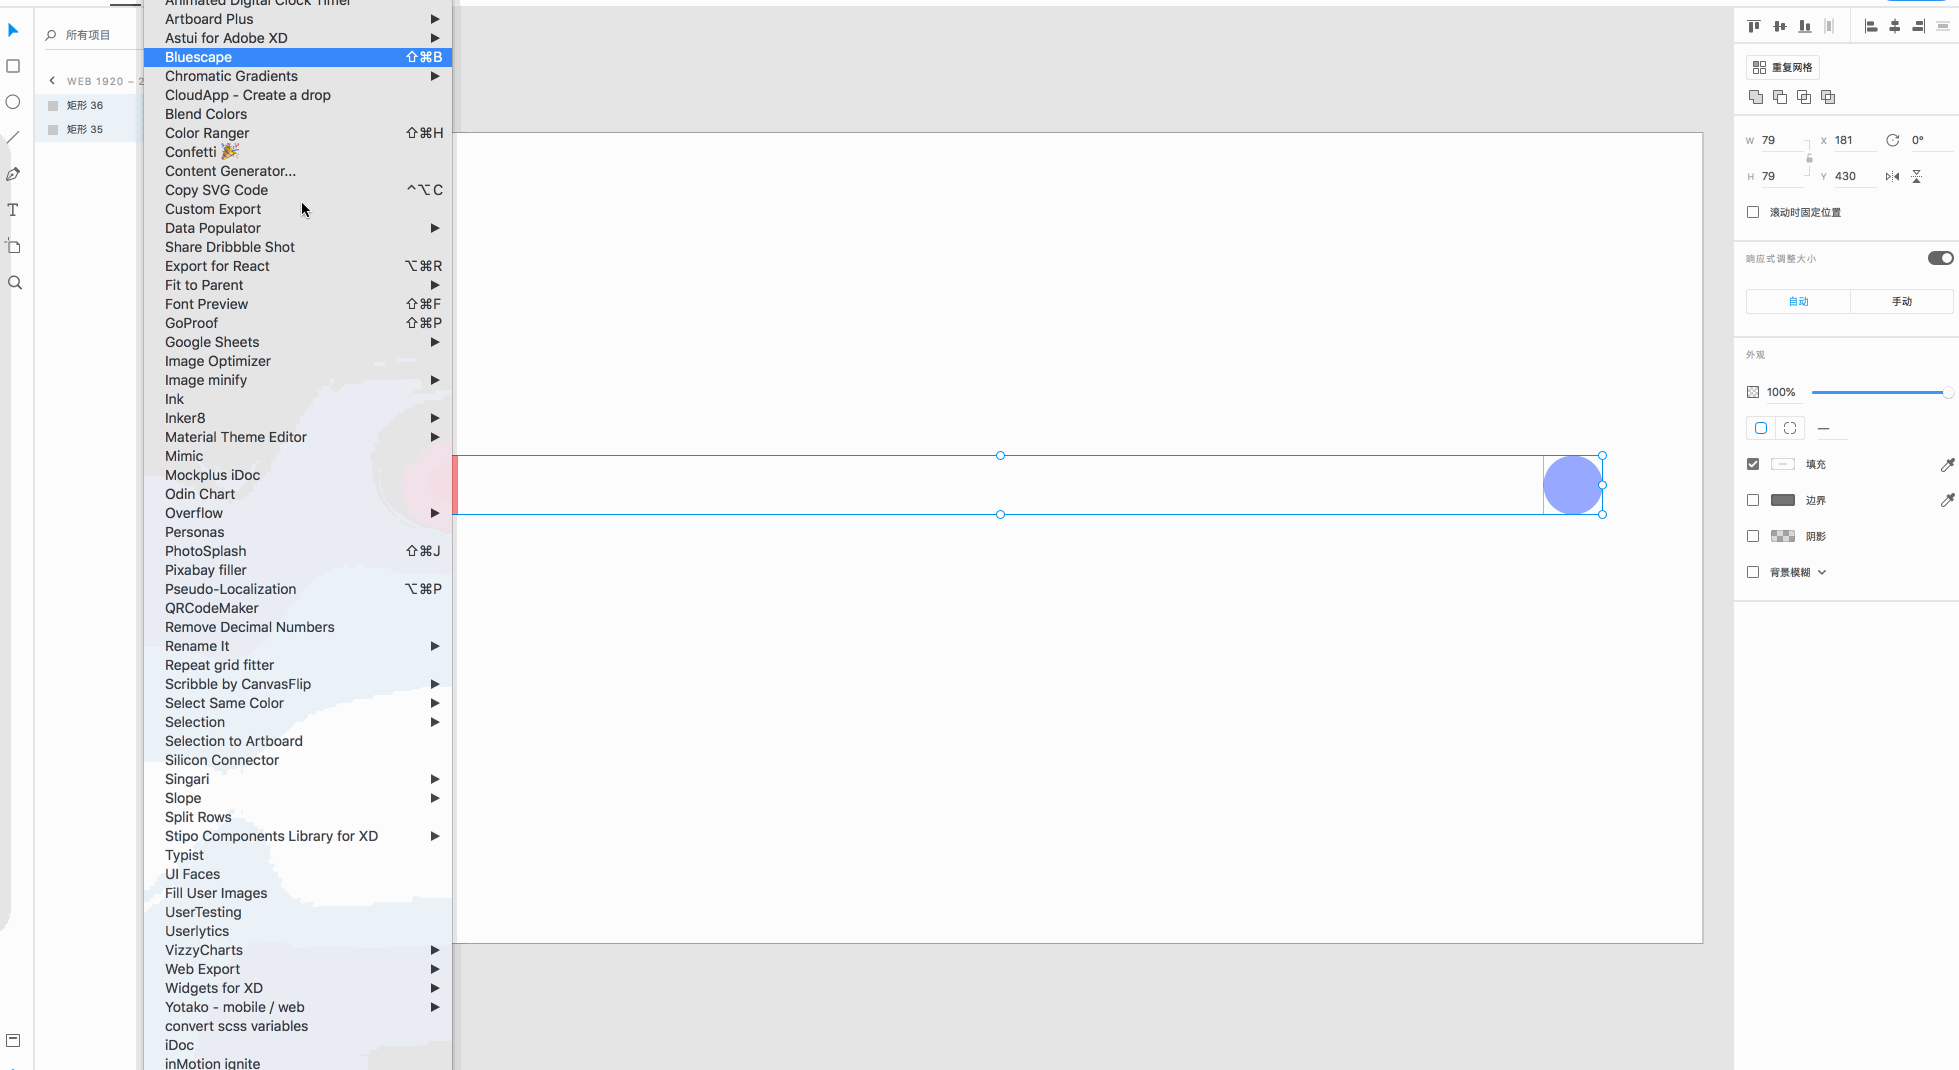 所有项目
WEB 1920 – 2
矩形 36
矩形 35
Animated Digital Clock Timer
Artboard Plus
Astui for Adobe XD
Bluescape ⇧⌘B
Chromatic Gradients
CloudApp - Create a drop
Blend Colors
Color Ranger ⇧⌘H
Confetti 🎉
Content Generator...
Copy SVG Code ^⌥C
Custom Export
Data Populator
Share Dribbble Shot
Export for React ⌥⌘R
Fit to Parent
Font Preview ⇧⌘F
GoProof ⇧⌘P
Google Sheets
Image Optimizer
Image minify
Ink
Inker8
Material Theme Editor
Mimic
Mockplus iDoc
Odin Chart
Overflow
Personas
PhotoSplash ⇧⌘J
Pixabay filler
Pseudo-Localization ⌥⌘P
QRCodeMaker
Remove Decimal Numbers
Rename It
Repeat grid fitter
Scribble by CanvasFlip
Select Same Color
Selection
Selection to Artboard
Silicon Connector
Singari
Slope
Split Rows
Stipo Components Library for XD
Typist
UI Faces
Fill User Images
UserTesting
Userlytics
VizzyCharts
Web Export
Widgets for XD
Yotako - mobile / web
convert scss variables
iDoc
inMotion ignite
重复网格
W 79 X 181 0°
H 79 Y 430
滚动时固定位置
响应式调整大小
自动 手动
外观
100%
填充
边界
阴影
背景模糊